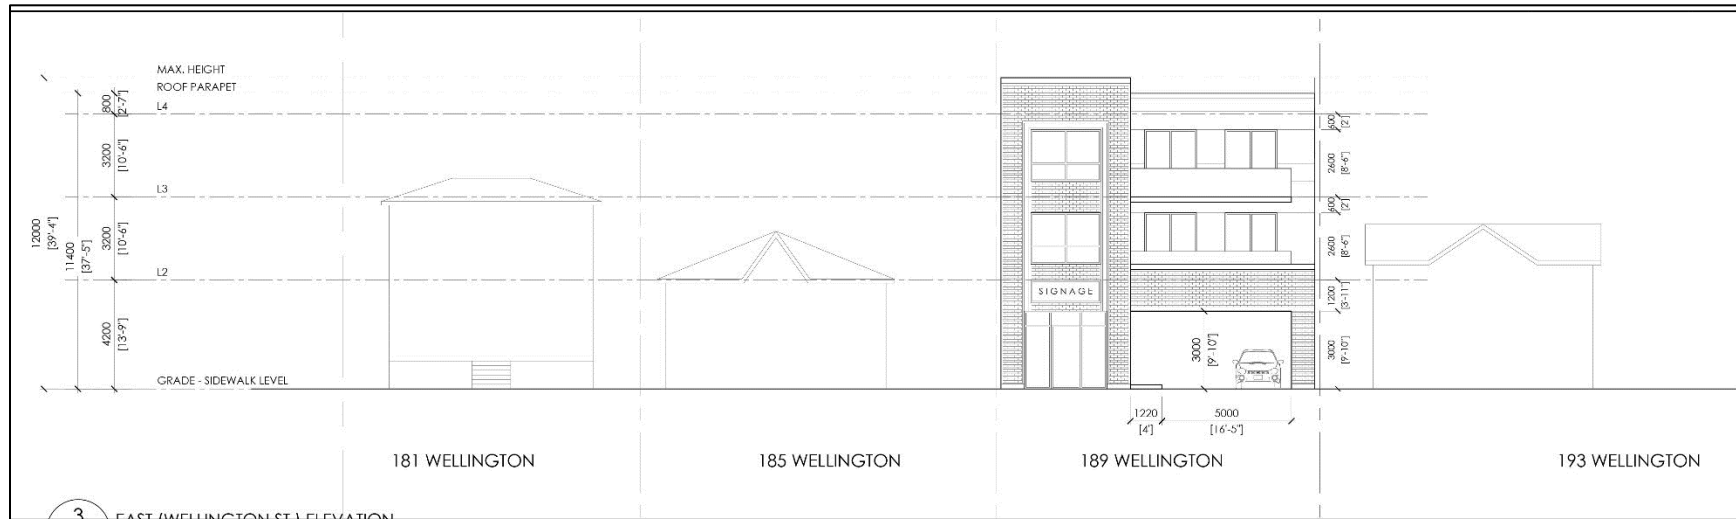 MAX. HEIGHT
ROOF PARAPET
L4
L3
L2
GRADE - SIDEWALK LEVEL
12000
[39'-4"]
11400
[37'-5"]
800
[2'-7"]
3200
[10'-6"]
3200
[10'-6"]
4200
[13'-9"]
SIGNAGE
3000
[9'-10"]
600
[2']
2600
[8'-6"]
600
[2']
2600
[8'-6"]
1200
[3'-11"]
3000
[9'-10"]
1220
[4']
5000
[16'-5"]
181 WELLINGTON
185 WELLINGTON
189 WELLINGTON
193 WELLINGTON
3
EAST (WELLINGTON ST.) ELEVATION